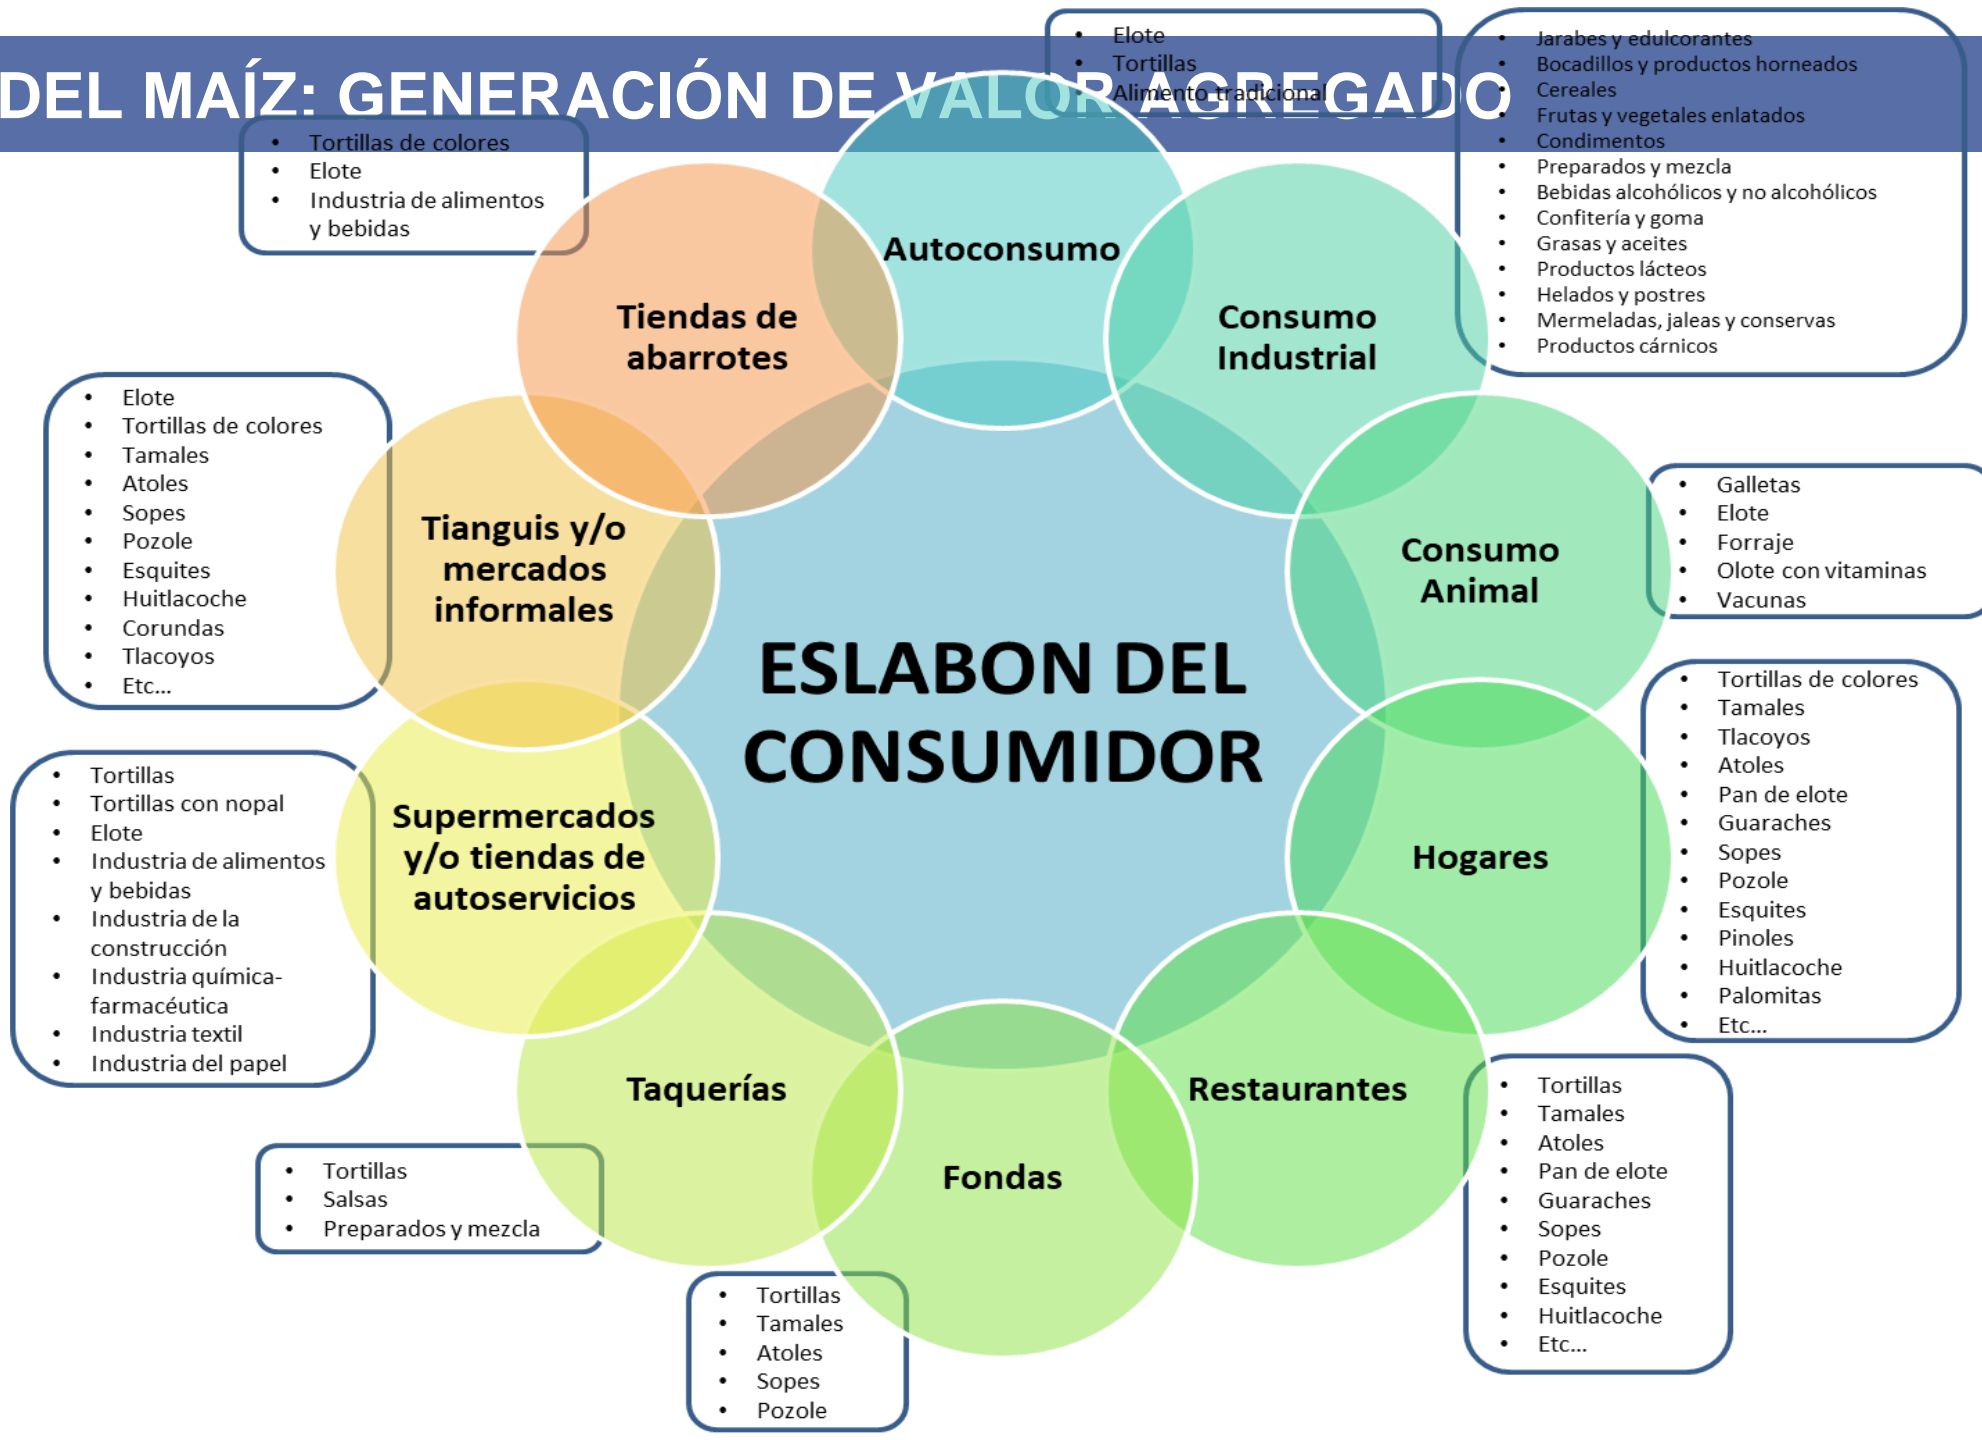 DEL MAÍZ: GENERACIÓN DE VALOR AGREGADO
• Elote
• Tortillas
• Alimento tradicional
• Jarabes y edulcorantes
• Bocadillos y productos horneados
• Cereales
• Frutas y vegetales enlatados
• Condimentos
• Preparados y mezcla
• Bebidas alcohólicos y no alcohólicos
• Confitería y goma
• Grasas y aceites
• Productos lácteos
• Helados y postres
• Mermeladas, jaleas y conservas
• Productos cárnicos
• Tortillas de colores
• Elote
• Industria de alimentos
y bebidas
Autoconsumo
Tiendas de
abarrotes
Consumo
Industrial
• Elote
• Tortillas de colores
• Tamales
• Atoles
• Sopes
• Pozole
• Esquites
• Huitlacoche
• Corundas
• Tlacoyos
• Etc...
Tianguis y/o
mercados
informales
Consumo
Animal
• Galletas
• Elote
• Forraje
• Olote con vitaminas
• Vacunas
ESLABON DEL
CONSUMIDOR
• Tortillas de colores
• Tamales
• Tlacoyos
• Atoles
• Pan de elote
• Guaraches
• Sopes
• Pozole
• Esquites
• Pinoles
• Huitlacoche
• Palomitas
• Etc...
Hogares
• Tortillas
• Tortillas con nopal
• Elote
• Industria de alimentos
y bebidas
• Industria de la
construcción
• Industria química-
farmacéutica
• Industria textil
• Industria del papel
Supermercados
y/o tiendas de
autoservicios
Taquerías
Restaurantes
Fondas
• Tortillas
• Tamales
• Atoles
• Pan de elote
• Guaraches
• Sopes
• Pozole
• Esquites
• Huitlacoche
• Etc...
• Tortillas
• Salsas
• Preparados y mezcla
• Tortillas
• Tamales
• Atoles
• Sopes
• Pozole